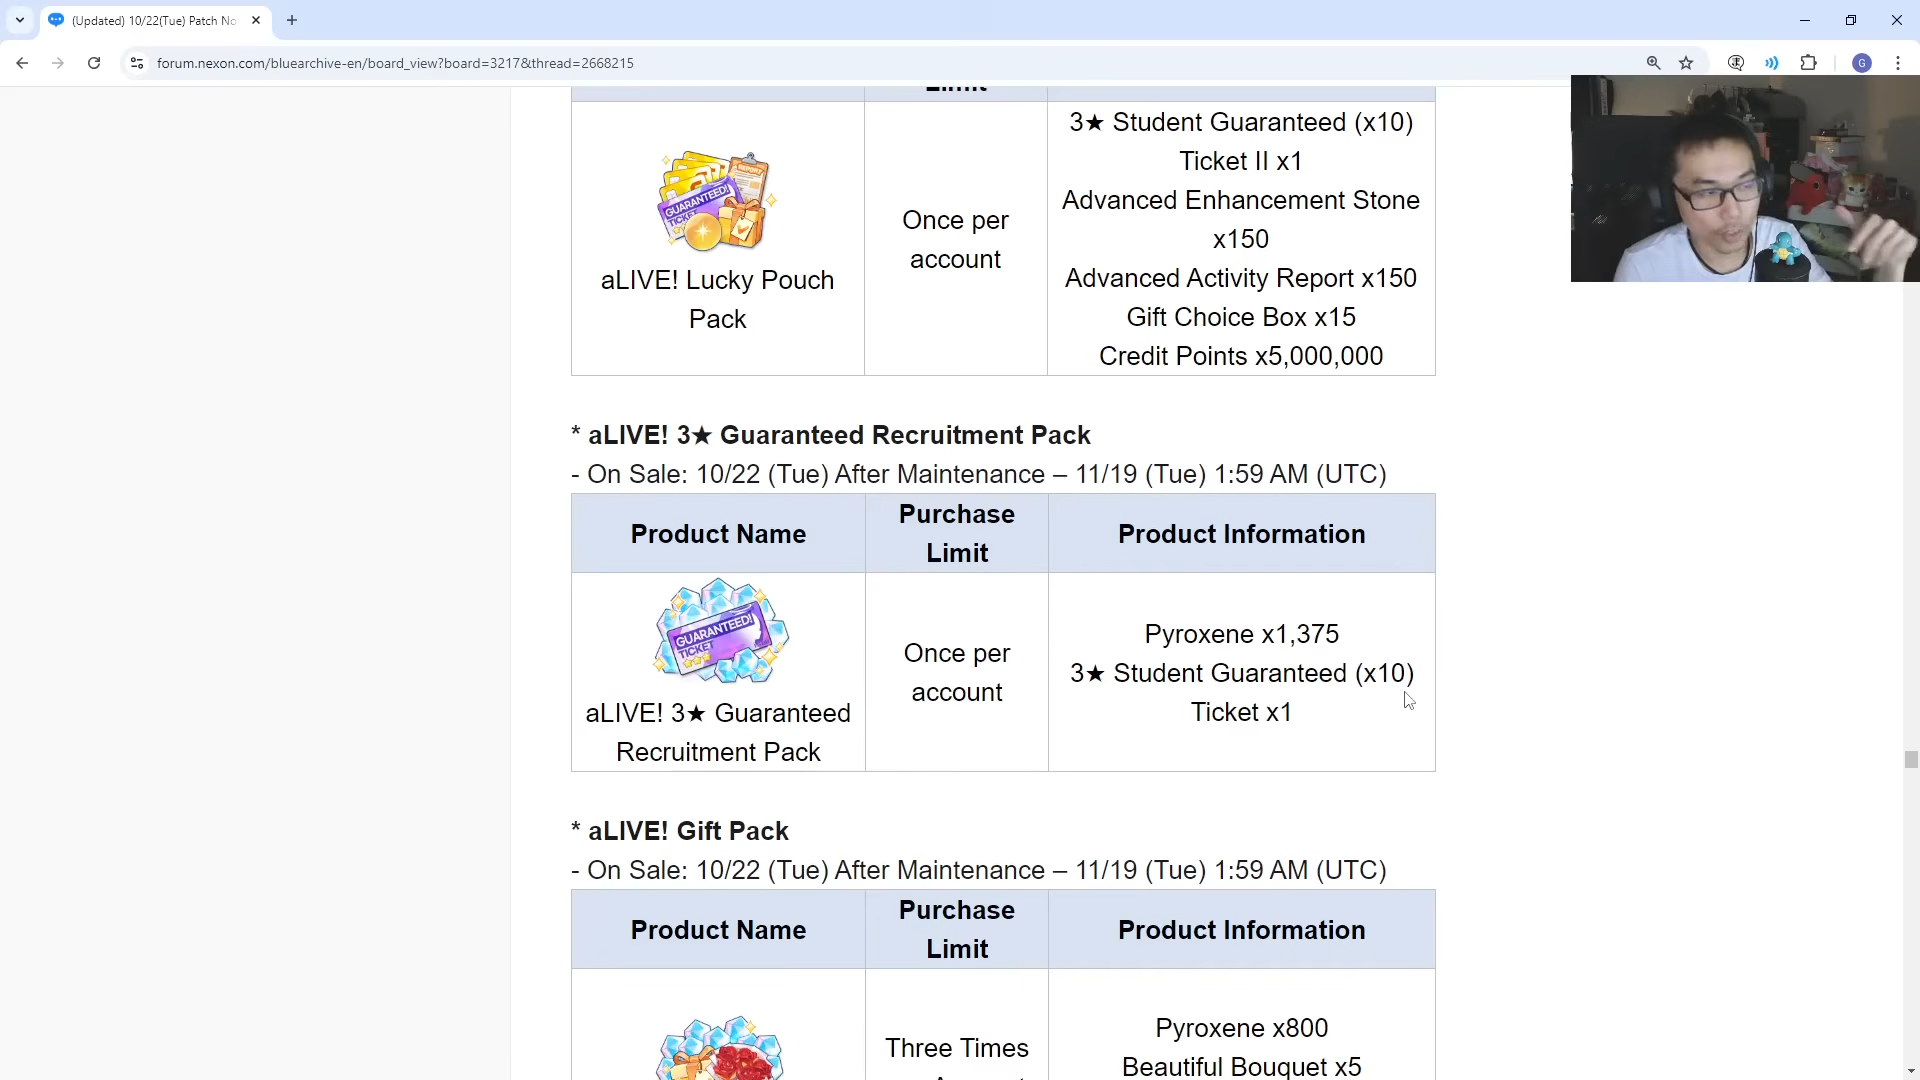 (Updated) 10/22(Tue) Patch No
forum.nexon.com/bluearchive-en/board_view?board=3217&thread=2668215
G
Limit
3★ Student Guaranteed (x10)
Ticket II x1
Advanced Enhancement Stone
x150
Advanced Activity Report x150
Gift Choice Box x15
Credit Points x5,000,000
Once per
account
REPORT
GUARANTEED!
TICKET
aLIVE! Lucky Pouch
Pack
* aLIVE! 3★ Guaranteed Recruitment Pack
- On Sale: 10/22 (Tue) After Maintenance – 11/19 (Tue) 1:59 AM (UTC)
Product Name
Purchase
Limit
Product Information
GUARANTEED!
TICKET
aLIVE! 3★ Guaranteed
Recruitment Pack
Once per
account
Pyroxene x1,375
3★ Student Guaranteed (x10)
Ticket x1
* aLIVE! Gift Pack
- On Sale: 10/22 (Tue) After Maintenance – 11/19 (Tue) 1:59 AM (UTC)
Product Name
Purchase
Limit
Product Information
Three Times
Pyroxene x800
Beautiful Bouquet x5